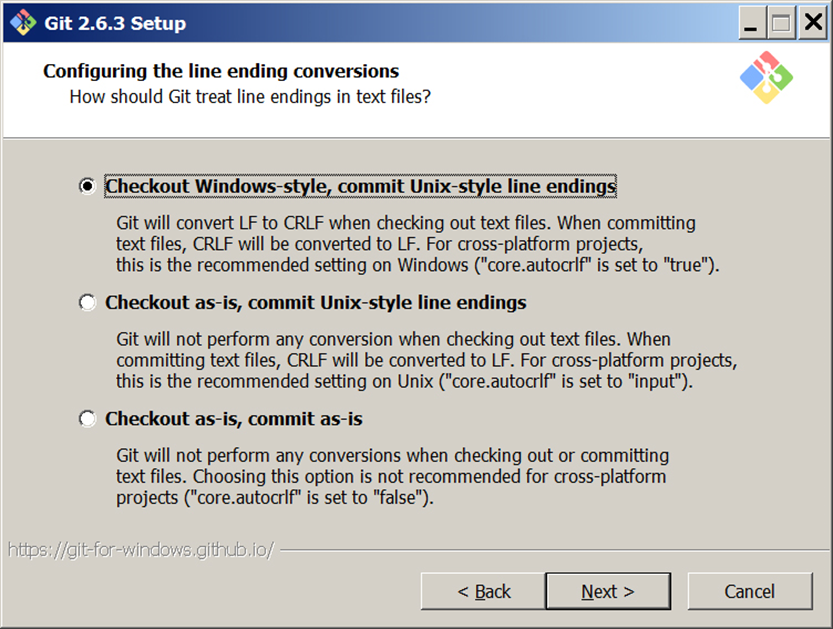 Git 2.6.3 Setup
Configuring the line ending conversions
How should Git treat line endings in text files?
Checkout Windows-style, commit Unix-style line endings
Git will convert LF to CRLF when checking out text files. When committing
text files, CRLF will be converted to LF. For cross-platform projects,
this is the recommended setting on Windows ("core.autocrlf" is set to "true").
Checkout as-is, commit Unix-style line endings
Git will not perform any conversion when checking out text files. When
committing text files, CRLF will be converted to LF. For cross-platform projects,
this is the recommended setting on Unix ("core.autocrlf" is set to "input").
Checkout as-is, commit as-is
Git will not perform any conversions when checking out or committing
text files. Choosing this option is not recommended for cross-platform
projects ("core.autocrlf" is set to "false").
https://git-for-windows.github.io/
< Back
Next >
Cancel